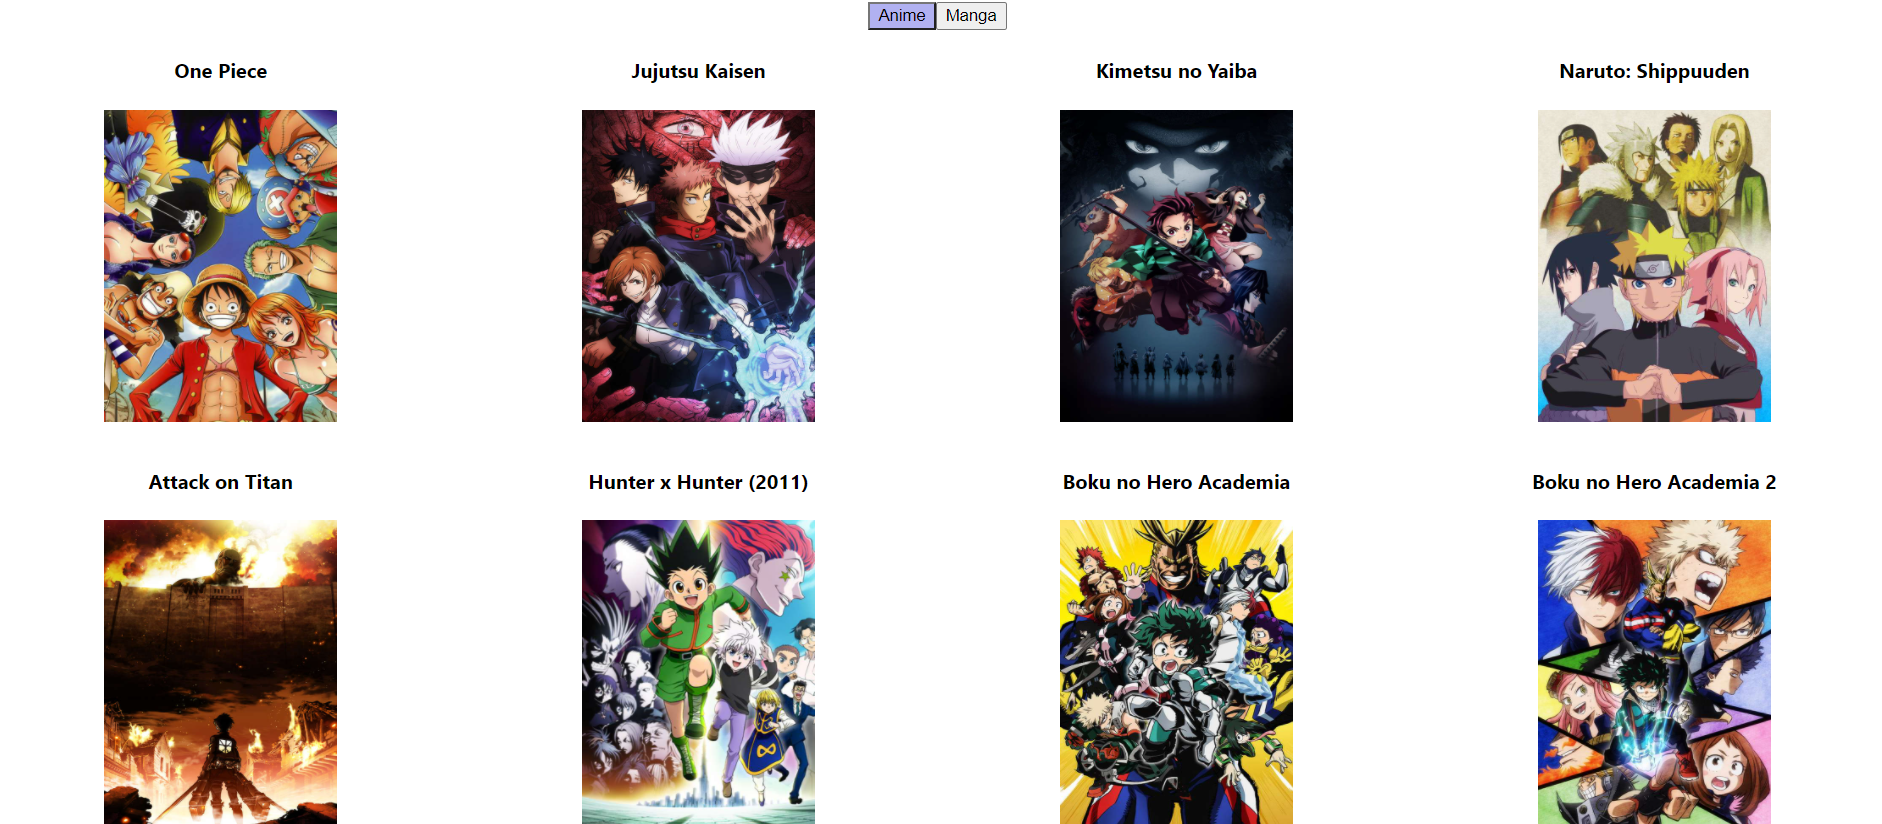 Anime Manga
One Piece
Jujutsu Kaisen
Kimetsu no Yaiba
Naruto: Shippuuden
Attack on Titan
Hunter x Hunter (2011)
Boku no Hero Academia
Boku no Hero Academia 2